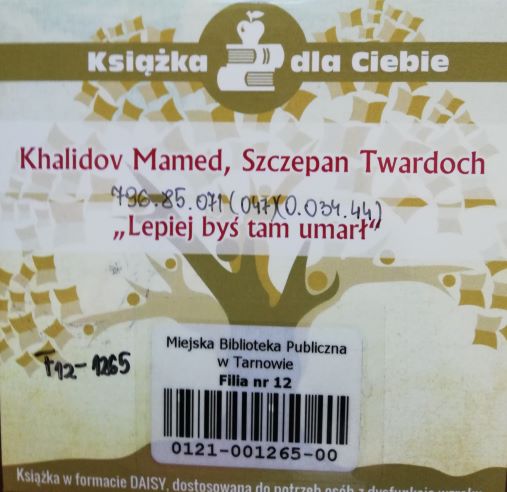 Książka dla Ciebie
Khalidov Mamed, Szczepan Twardoch
796.85.071(047)(0.034.44)
„Lepiej byś tam umarł“
F12-1265
Miejska Biblioteka Publiczna
w Tarnowie
Filia nr 12
0121-001265-00
Książka w formacie DAISY, dostosowana do potrzeb osób z dysfunkcją wzroku